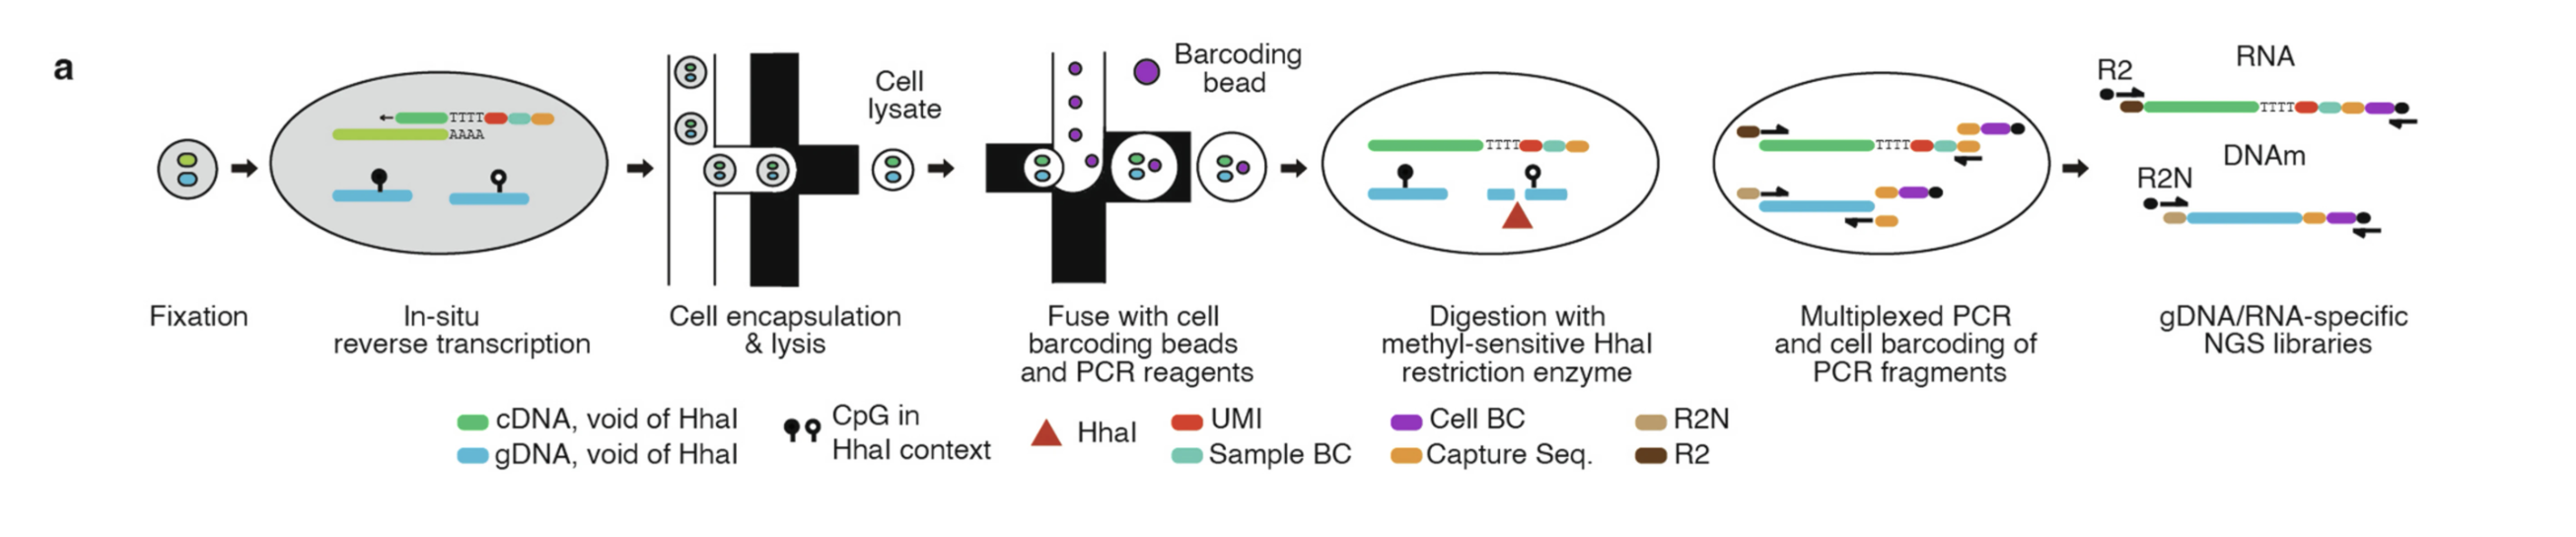 a
TTTT
AAAA
Cell
lysate
Barcoding
bead
TTTT
TTTT
R2
RNA
TTTT
DNAm
R2N
Fixation
In-situ
reverse transcription
Cell encapsulation
& lysis
Fuse with cell
barcoding beads
and PCR reagents
Digestion with
methyl-sensitive HhaI
restriction enzyme
Multiplexed PCR
and cell barcoding of
PCR fragments
gDNA/RNA-specific
NGS libraries
cDNA, void of HhaI
gDNA, void of HhaI
CpG in
HhaI context
HhaI
UMI
Sample BC
Cell BC
Capture Seq.
R2N
R2